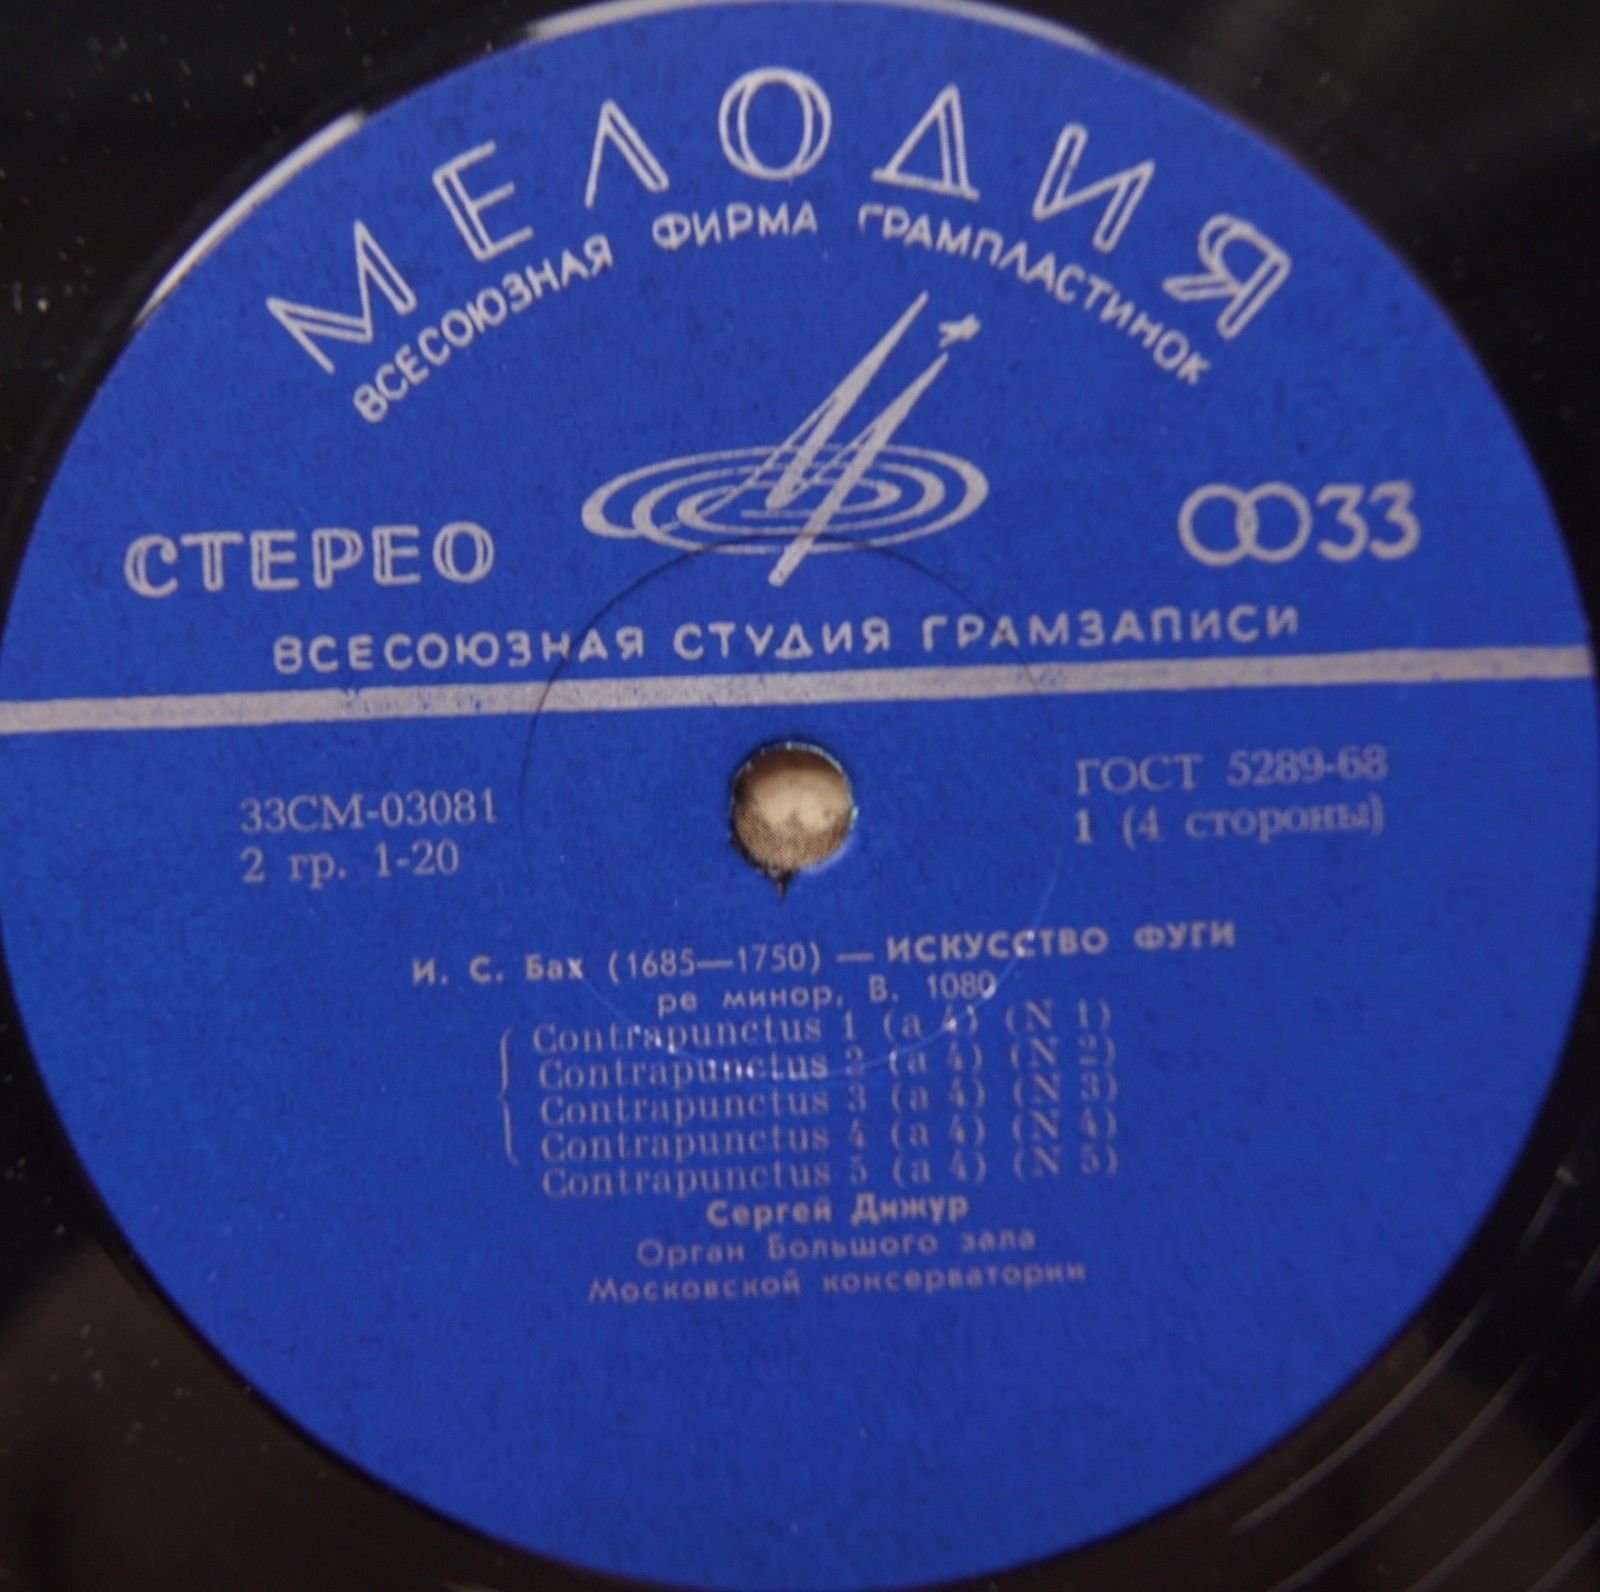 МЕЛОДИЯ
ВСЕСОЮЗНАЯ ФИРМА ГРАМПЛАСТИНОК
СТЕРЕО
33
ВСЕСОЮЗНАЯ СТУДИЯ ГРАМЗАПИСИ
33СМ-03081
2 гр. 1-20
ГОСТ 5289-68
1 (4 стороны)
И. С. Бах (1685—1750) — ИСКУССТВО ФУГИ
ре минор, В. 1080
Contrapunctus 1 (a 4) (N 1)
Contrapunctus 2 (a 4) (N 2)
Contrapunctus 3 (a 4) (N 3)
Contrapunctus 4 (a 4) (N 4)
Contrapunctus 5 (a 4) (N 5)
Сергей Дижур
Орган Большого зала
Московской консерватории